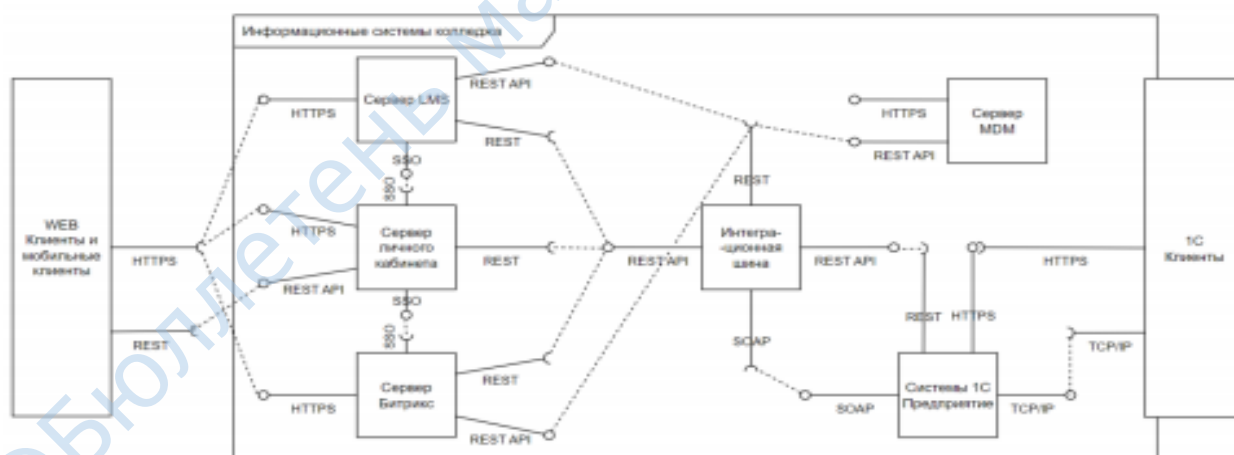 Информационные системы колледжа
WEB
Клиенты и
мобильные
клиенты
HTTPS
REST
HTTPS
Сервер LMS
REST API
REST
SSO
SSO
HTTPS
REST API
Сервер
личного
кабинета
REST
SSO
SSO
HTTPS
Сервер
Битрикс
REST
REST API
REST API
REST
Интегра-
-ционная
шина
REST API
SOAP
HTTPS
REST API
Сервер
MDM
REST
HTTPS
SOAP
Системы 1С
Предприятие
TCP/IP
HTTPS
TCP/IP
1С
Клиенты
Бюллетень Ма